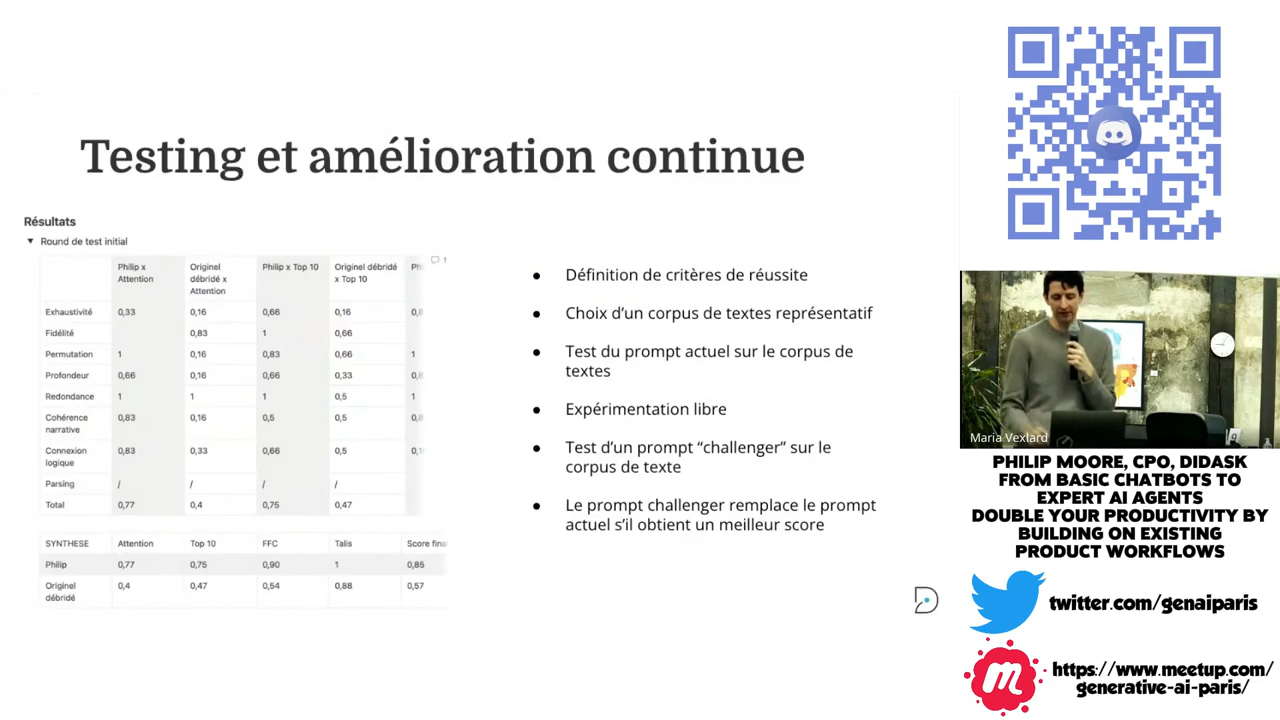 Testing et amélioration continue
Résultats
▼ Round de test initial
Philip x Attention | Originel débridé x Attention | Philip x Top 10 | Originel débridé x Top 10
Exhaustivité 0,33 0,16 0,66 0,16
Fidélité 0,83 1 0,66
Permutation 1 0,16 0,83 0,66 1
Profondeur 0,66 0,16 0,66 0,33
Redondance 1 1 1 0,5 1
Cohérence narrative 0,83 0,16 0,5 0,5
Connexion logique 0,83 0,33 0,66 0,5
Parsing / / / /
Total 0,77 0,4 0,75 0,47
SYNTHESE Attention Top 10 FFC Talis Score
Philip 0,77 0,75 0,90 1 0,85
Originel débridé 0,4 0,47 0,54 0,88 0,57
● Définition de critères de réussite
● Choix d’un corpus de textes représentatif
● Test du prompt actuel sur le corpus de
textes
● Expérimentation libre
● Test d’un prompt “challenger” sur le
corpus de texte
● Le prompt challenger remplace le prompt
actuel s’il obtient un meilleur score
Maria Vexlard
PHILIP MOORE, CPO, DIDASK
FROM BASIC CHATBOTS TO
EXPERT AI AGENTS
DOUBLE YOUR PRODUCTIVITY BY
BUILDING ON EXISTING
PRODUCT WORKFLOWS
twitter.com/genaiparis
https://www.meetup.com/
generative-ai-paris/